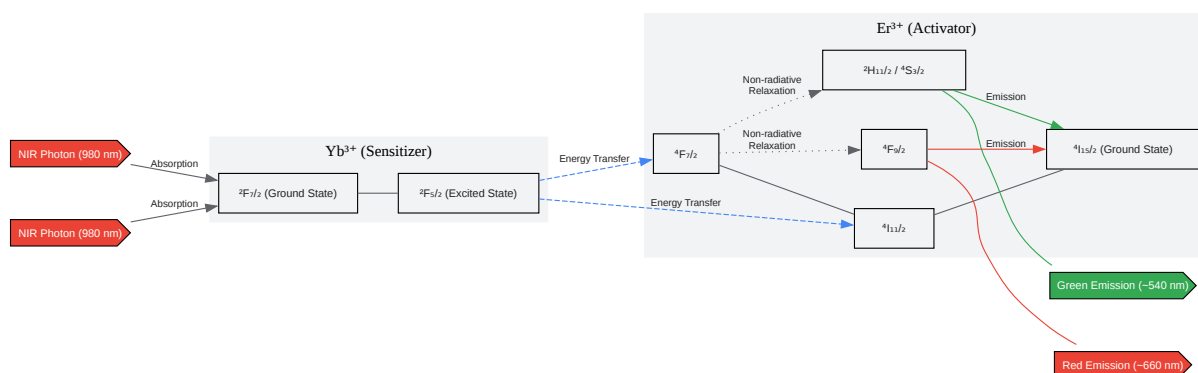 Er³⁺ (Activator)
²H₁₁/₂ / ⁴S₃/₂
Non-radiative
Relaxation
Emission
NIR Photon (980 nm)
Absorption
Yb³⁺ (Sensitizer)
Energy Transfer
⁴F₇/₂
Non-radiative
Relaxation
⁴F₉/₂
Emission
⁴I₁₅/₂ (Ground State)
²F₇/₂ (Ground State)
²F₅/₂ (Excited State)
Absorption
Energy Transfer
NIR Photon (980 nm)
⁴I₁₁/₂
Green Emission (~540 nm)
Red Emission (~660 nm)